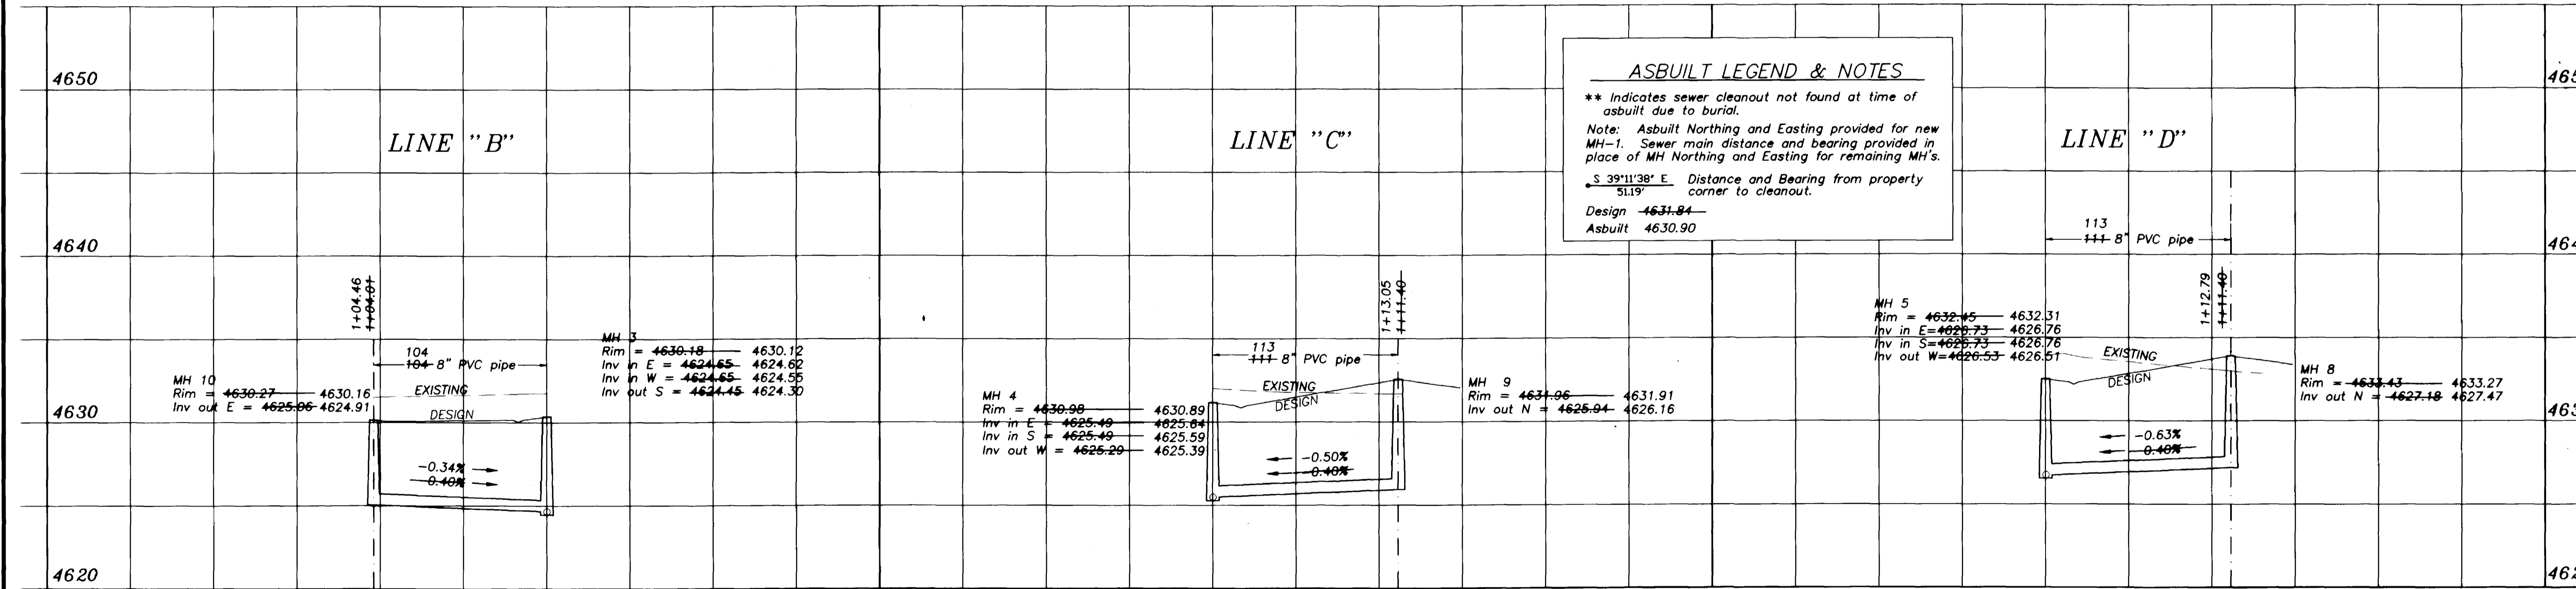 4650
4640
4630
4620
LINE "B"
1+04.46
1+04.01
104
104 8" PVC pipe
EXISTING
DESIGN
-0.34%
-0.40%
MH 10
Rim = 4630.27 4630.16
Inv out E = 4625.06 4624.91
MH 3
Rim = 4630.18 4630.12
Inv in E = 4624.65 4624.62
Inv in W = 4624.65 4624.55
Inv out S = 4624.45 4624.30
LINE "C"
1+13.05
1+11.40
113
111 8" PVC pipe
EXISTING
DESIGN
-0.50%
-0.40%
MH 4
Rim = 4630.98 4630.89
Inv in E = 4625.49 4625.64
Inv in S = 4625.49 4625.59
Inv out W = 4625.29 4625.39
MH 9
Rim = 4631.96 4631.91
Inv out N = 4625.94 4626.16
ASBUILT LEGEND & NOTES
** Indicates sewer cleanout not found at time of
asbuilt due to burial.
Note: Asbuilt Northing and Easting provided for new
MH-1. Sewer main distance and bearing provided in
place of MH Northing and Easting for remaining MH's.
S 39°11'38" E Distance and Bearing from property
51.19' corner to cleanout.
Design 4631.84
Asbuilt 4630.90
LINE "D"
113
111 8" PVC pipe
1+12.79
1+11.40
MH 5
Rim = 4632.45 4632.31
Inv in E=4626.73 4626.76
Inv in S=4626.73 4626.76
Inv out W=4626.53 4626.51
EXISTING
DESIGN
-0.63%
-0.40%
MH 8
Rim = 4633.43 4633.27
Inv out N = 4627.18 4627.47